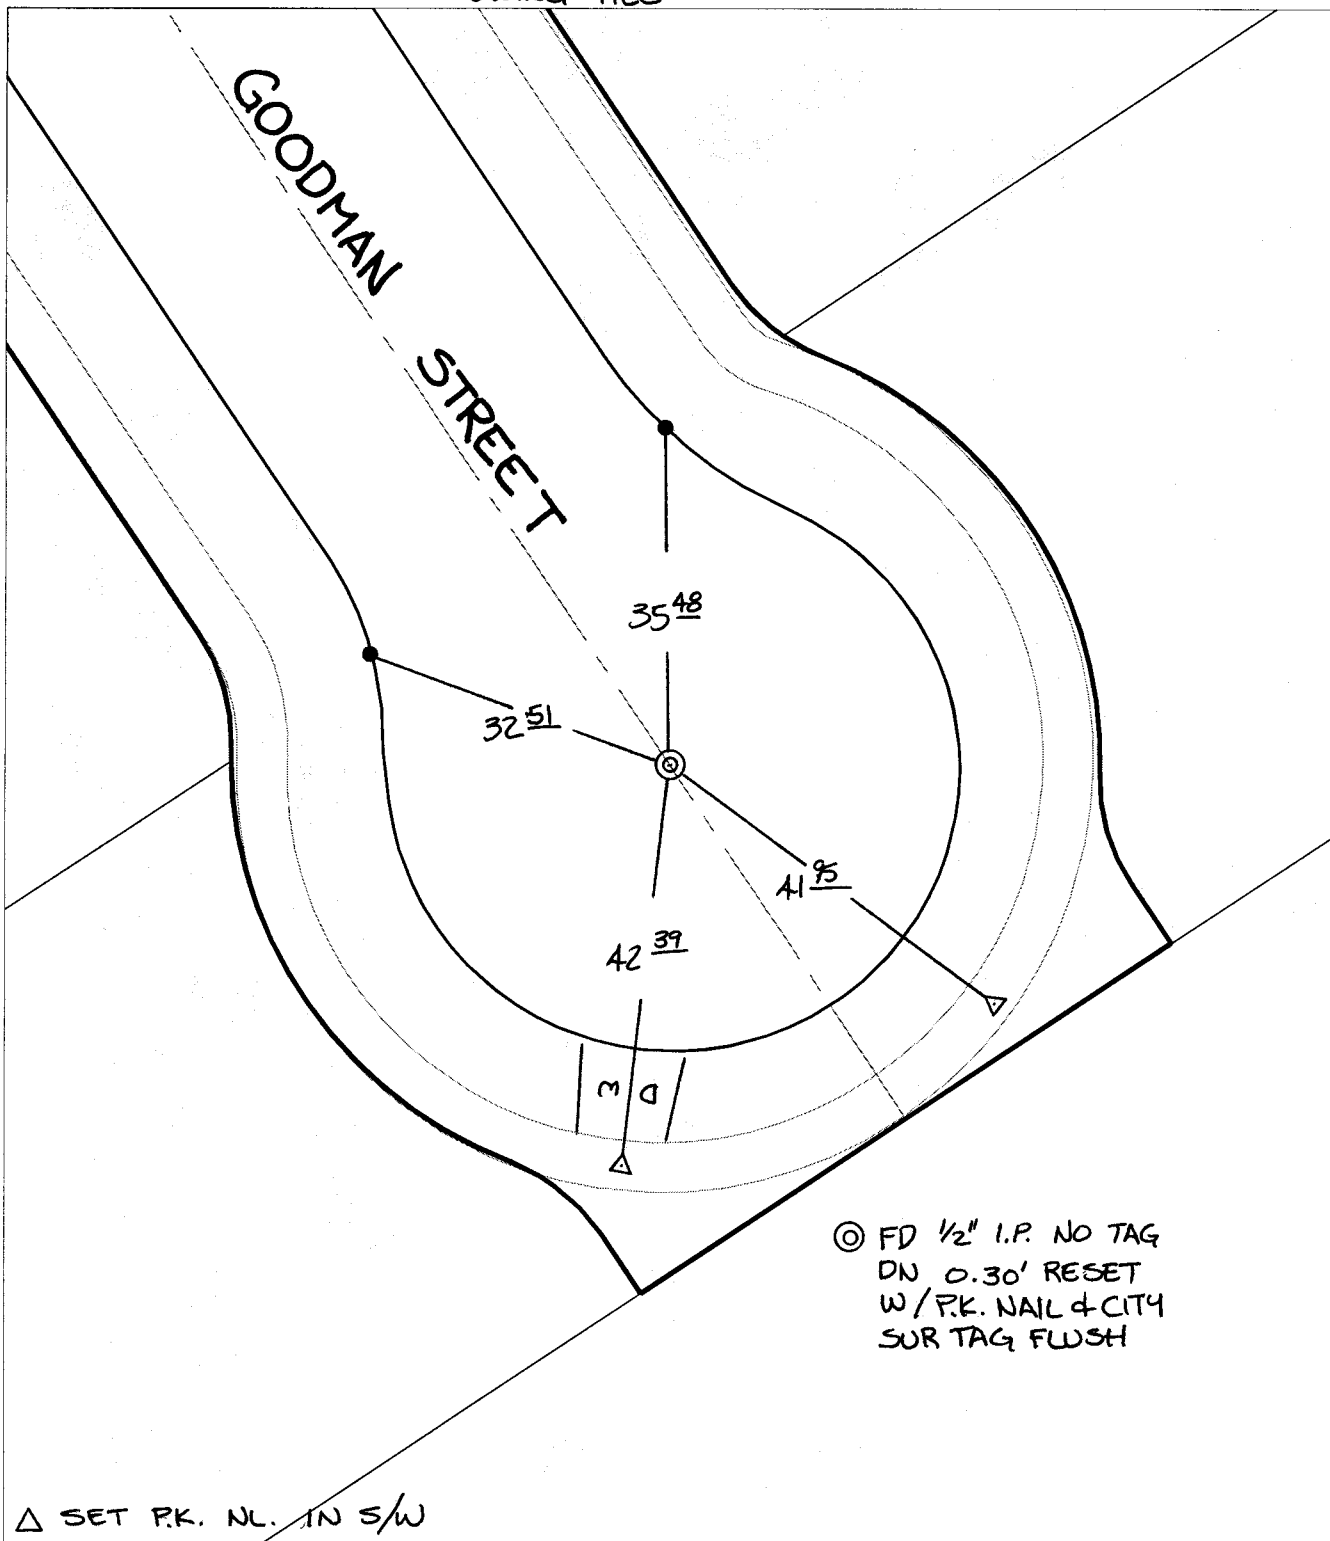 GOODMAN STREET
35 48
32 51
41 95
42 39
D
W
◎ FD 1/2" I.P. NO TAG
DN 0.30' RESET
W/P.K. NAIL & CITY
SUR TAG FLUSH
△ SET P.K. NL. IN S/W